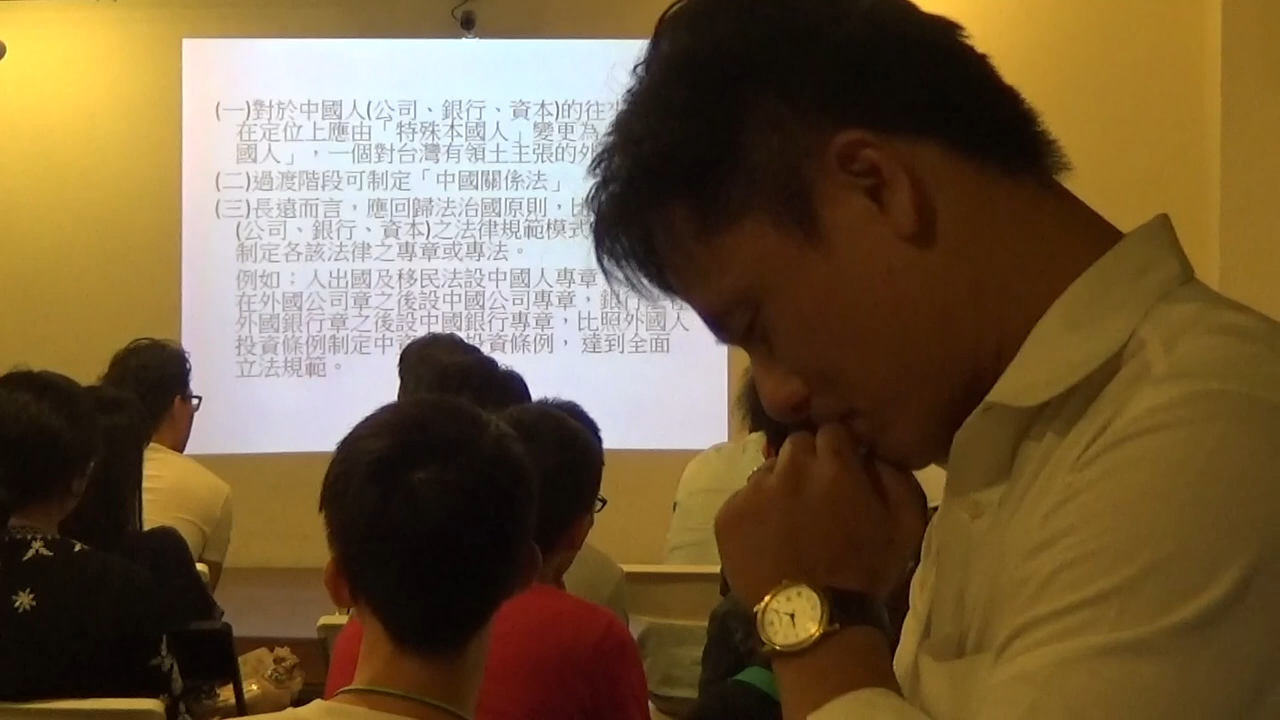 (一)對於中國人(公司、銀行、資本)的往
在定位上應由「特殊本國人」變更為
國人」，一個對台灣有領土主張的外
(二)過渡階段可制定「中國關係法」
(三)長遠而言，應回歸法治國原則，比
(公司、銀行、資本)之法律規範模式
制定各該法律之專章或專法。
例如：入出國及移民法設中國人專章
在外國公司章之後設中國公司專章，銀行
外國銀行章之後設中國銀行專章，比照外國人
投資條例制定中 投資條例，達到全面
立法規範。